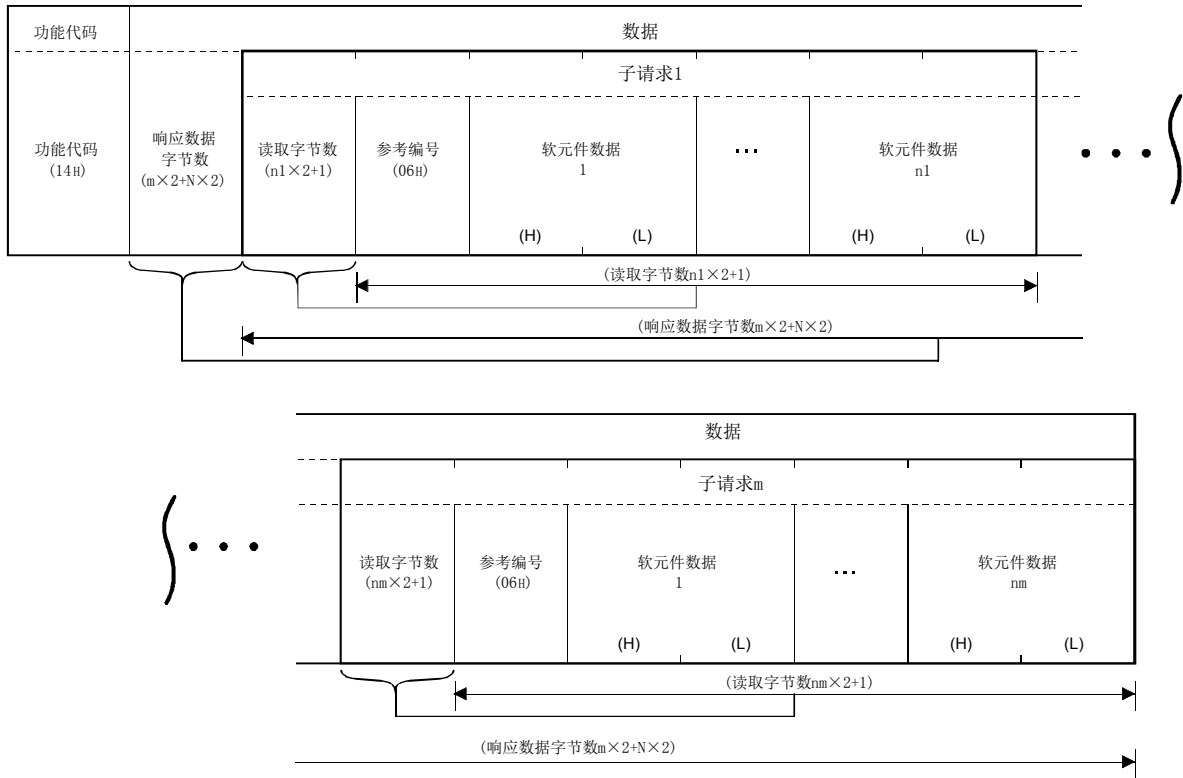 功能代码
数据
子请求1
功能代码
(14H)
响应数据
字节数
(m×2+N×2)
读取字节数
(n1×2+1)
参考编号
(06H)
软元件数据
1
(H)
(L)
...
软元件数据
n1
(H)
(L)
(读取字节数n1×2+1)
(响应数据字节数m×2+N×2)
数据
子请求m
读取字节数
(nm×2+1)
参考编号
(06H)
软元件数据
1
(H)
(L)
...
软元件数据
nm
(H)
(L)
(读取字节数nm×2+1)
(响应数据字节数m×2+N×2)